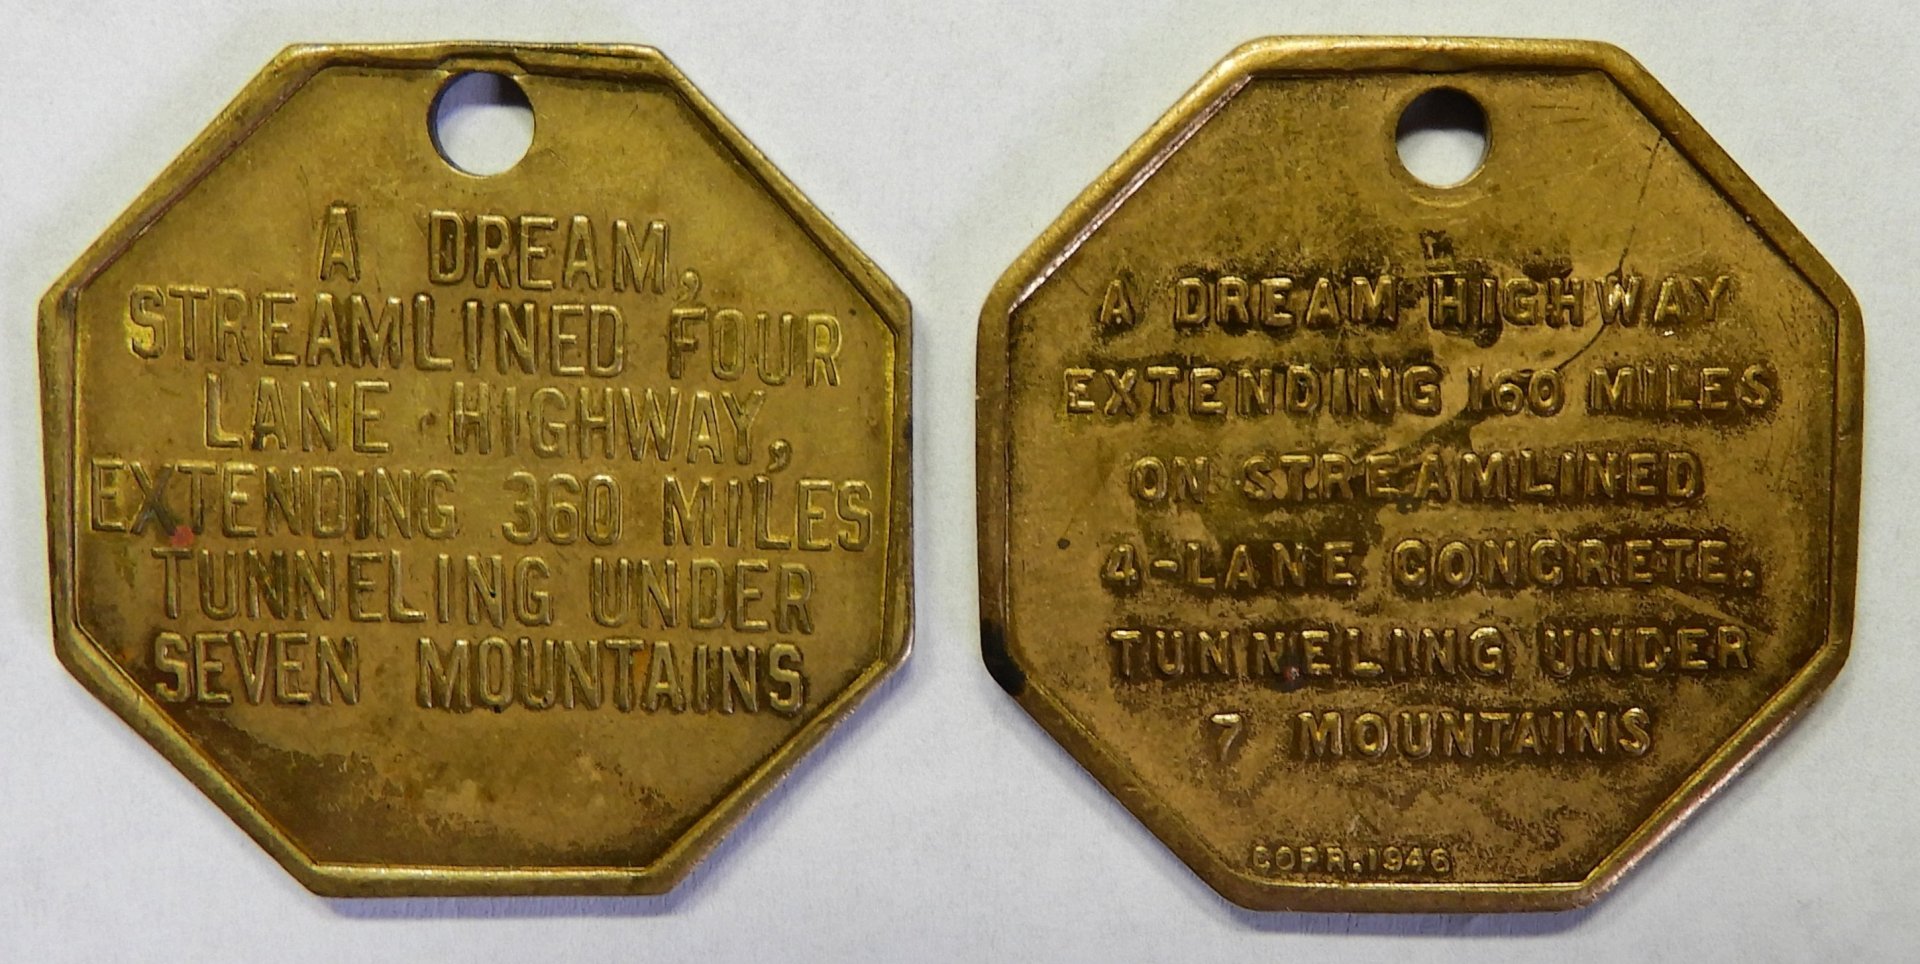 A DREAM,
STREAMLINED FOUR
LANE HIGHWAY,
EXTENDING 360 MILES
TUNNELING UNDER
SEVEN MOUNTAINS
A DREAM HIGHWAY
EXTENDING 160 MILES
ON STREAMLINED
4-LANE CONCRETE.
TUNNELING UNDER
7 MOUNTAINS
COPR. 1946